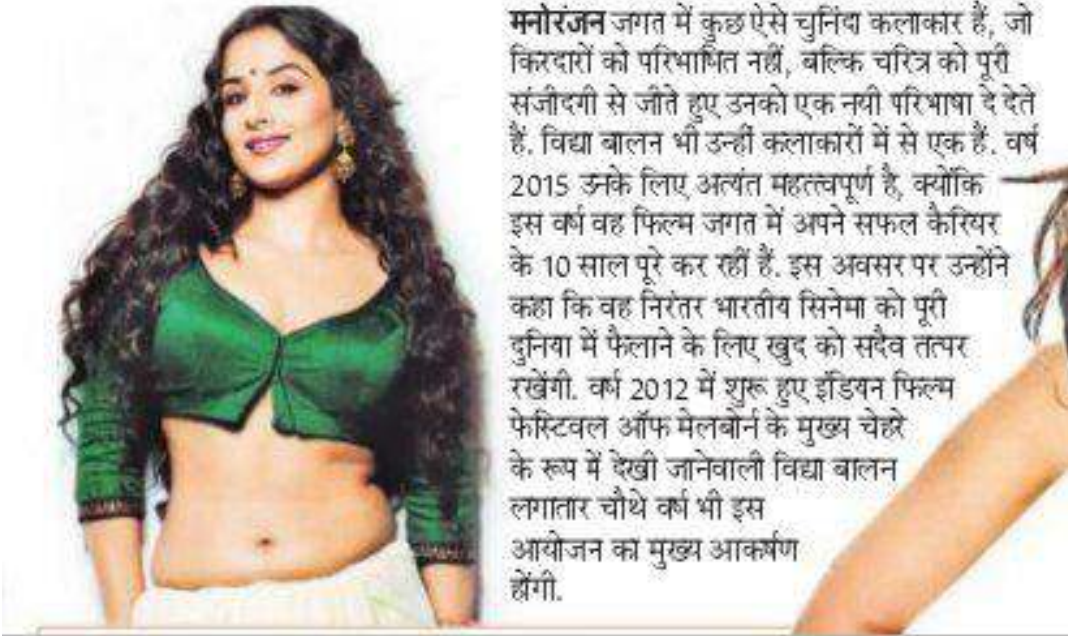 मनोरंजन जगत में कुछ ऐसे चुनिंदा कलाकार हैं, जो
किरदारों को परिभाषित नहीं, बल्कि चरित्र को पूरी
संजीदगी से जीते हुए उनको एक नयी परिभाषा दे देते
हैं. विद्या बालन भी उन्हीं कलाकारों में से एक हैं. वर्ष
2015 उनके लिए अत्यंत महत्त्वपूर्ण है, क्योंकि
इस वर्ष वह फिल्म जगत में अपने सफल कैरियर
के 10 साल पूरे कर रहीं हैं. इस अवसर पर उन्होंने
कहा कि वह निरंतर भारतीय सिनेमा को पूरी
दुनिया में फैलाने के लिए खुद को सदैव तत्पर
रखेंगी. वर्ष 2012 में शुरू हुए इंडियन फिल्म
फेस्टिवल ऑफ मेलबोर्न के मुख्य चेहरे
के रूप में देखी जानेवाली विद्या बालन
लगातार चौथे वर्ष भी इस
आयोजन का मुख्य आकर्षण
होंगी.